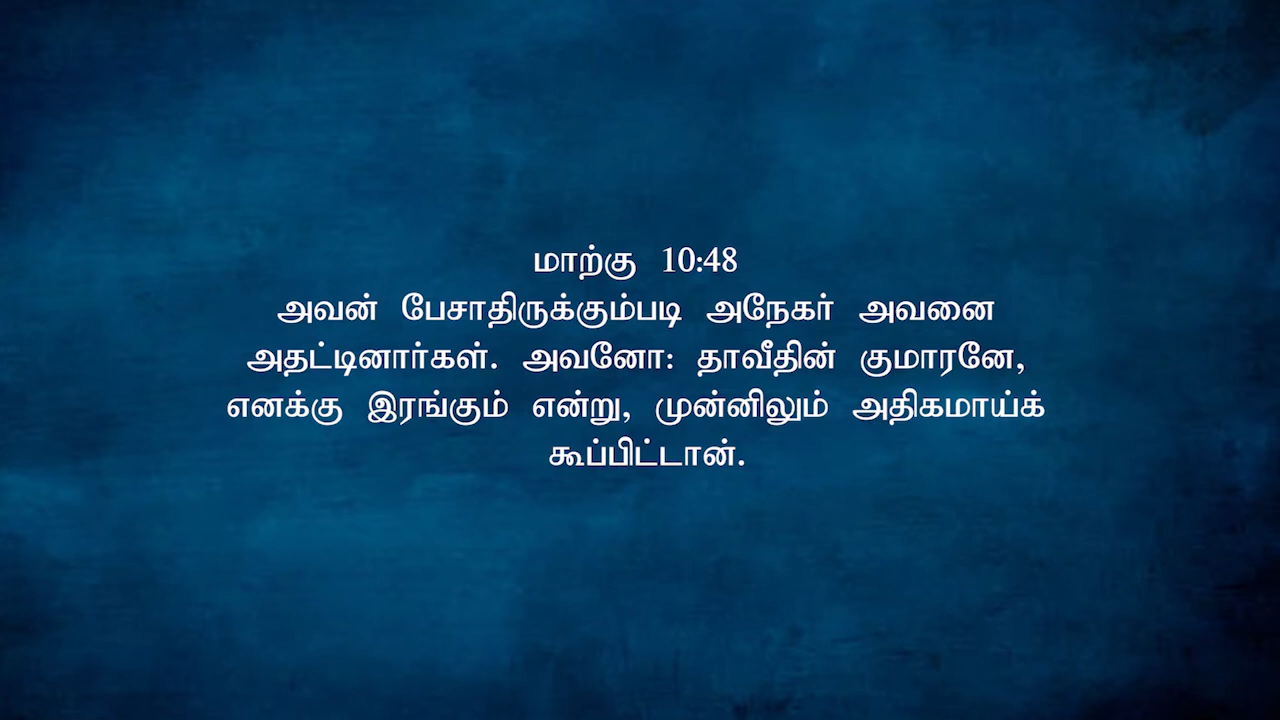 மாற்கு 10:48
அவன் பேசாதிருக்கும்படி அநேகர் அவனை
அதட்டினார்கள். அவனோ: தாவீதின் குமாரனே,
எனக்கு இரங்கும் என்று, முன்னிலும் அதிகமாய்க்
கூப்பிட்டான்.